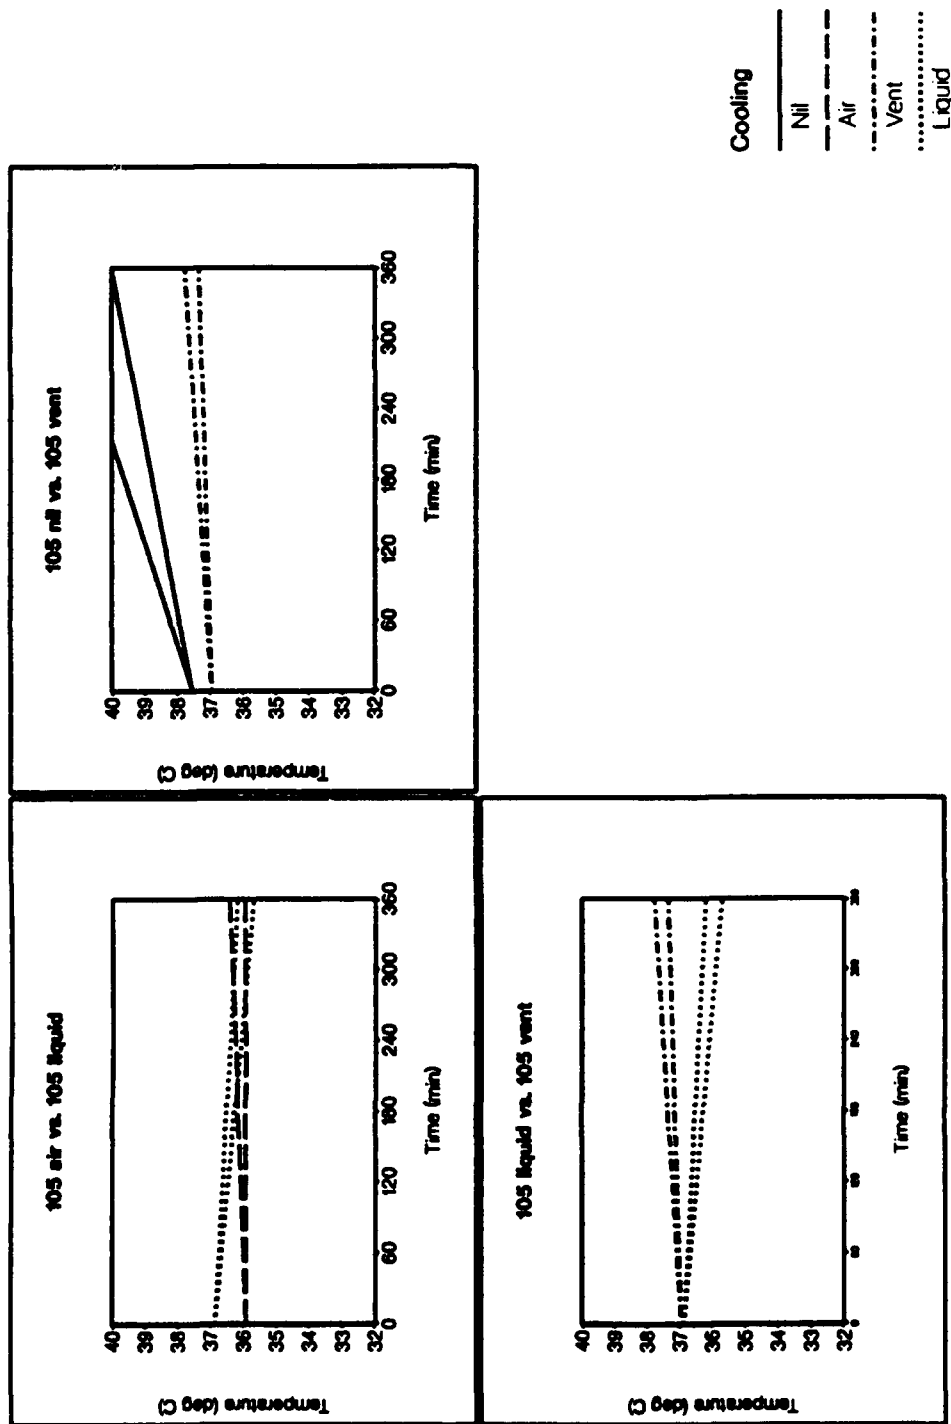 105 air vs. 105 liquid
Temperature (deg C)
40
39
38
37
36
35
34
33
32
0 60 120 180 240 300 360
Time (min)
105 nil vs. 105 vent
Temperature (deg C)
40
39
38
37
36
35
34
33
32
0 60 120 180 240 300 360
Time (min)
105 liquid vs. 105 vent
Temperature (deg C)
40
39
38
37
36
35
34
33
32
Time (min)
Cooling
Nil
Air
Vent
Liquid